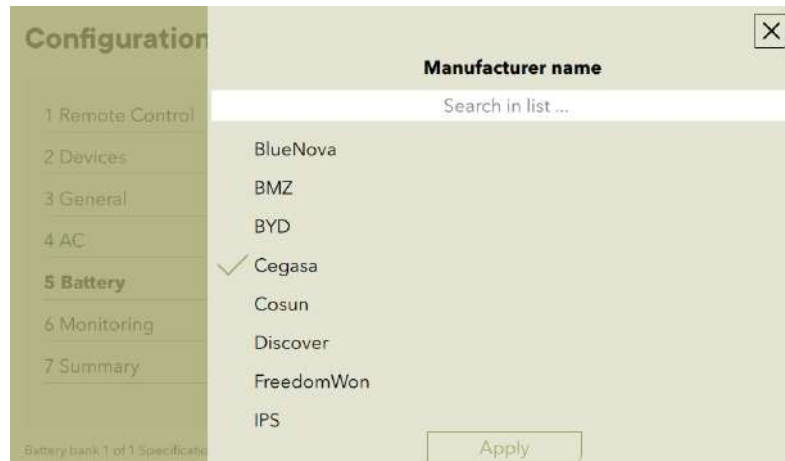 Configuration
1 Remote Control
2 Devices
3 General
4 AC
5 Battery
6 Monitoring
7 Summary
Battery bank 1 of 1 Specificatio
Manufacturer name
Search in list ...
BlueNova
BMZ
BYD
Cegasa
Cosun
Discover
FreedomWon
IPS
Apply